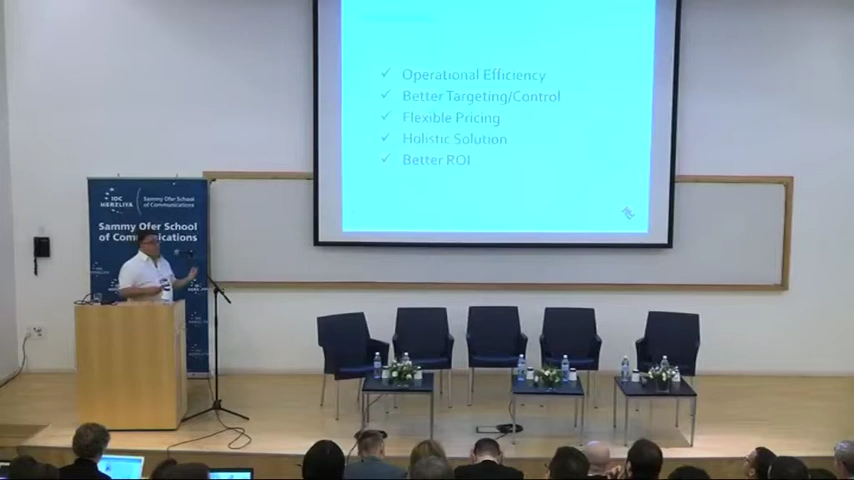 Operational Efficiency
Better Targeting/Control
Flexible Pricing
Holistic Solution
Better ROI
IDC
HERZLIYA
Sammy Ofer School
of Communications
Sammy Ofer School
of Communications